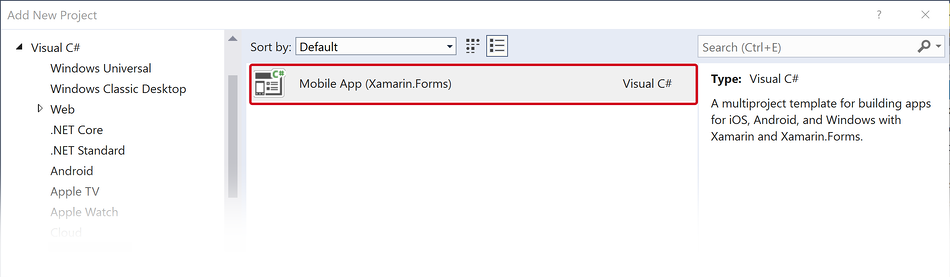 Add New Project
?
Visual C#
Windows Universal
Windows Classic Desktop
Web
.NET Core
.NET Standard
Android
Apple TV
Apple Watch
Cloud
Sort by: Default
Search (Ctrl+E)
C#
Mobile App (Xamarin.Forms) Visual C#
Type: Visual C#
A multiproject template for building apps
for iOS, Android, and Windows with
Xamarin and Xamarin.Forms.